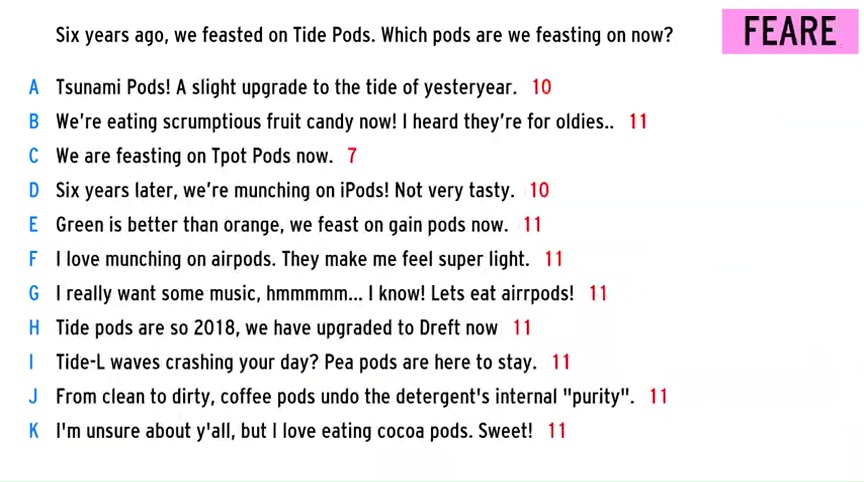 Six years ago, we feasted on Tide Pods. Which pods are we feasting on now?
FEARE
A Tsunami Pods! A slight upgrade to the tide of yesteryear. 10
B We're eating scrumptious fruit candy now! I heard they're for oldies.. 11
C We are feasting on Tpot Pods now. 7
D Six years later, we're munching on iPods! Not very tasty. 10
E Green is better than orange, we feast on gain pods now. 11
F I love munching on airpods. They make me feel super light. 11
G I really want some music, hmmmmm... I know! Lets eat airrpods! 11
H Tide pods are so 2018, we have upgraded to Dreft now 11
I Tide-L waves crashing your day? Pea pods are here to stay. 11
J From clean to dirty, coffee pods undo the detergent's internal "purity". 11
K I'm unsure about y'all, but I love eating cocoa pods. Sweet! 11